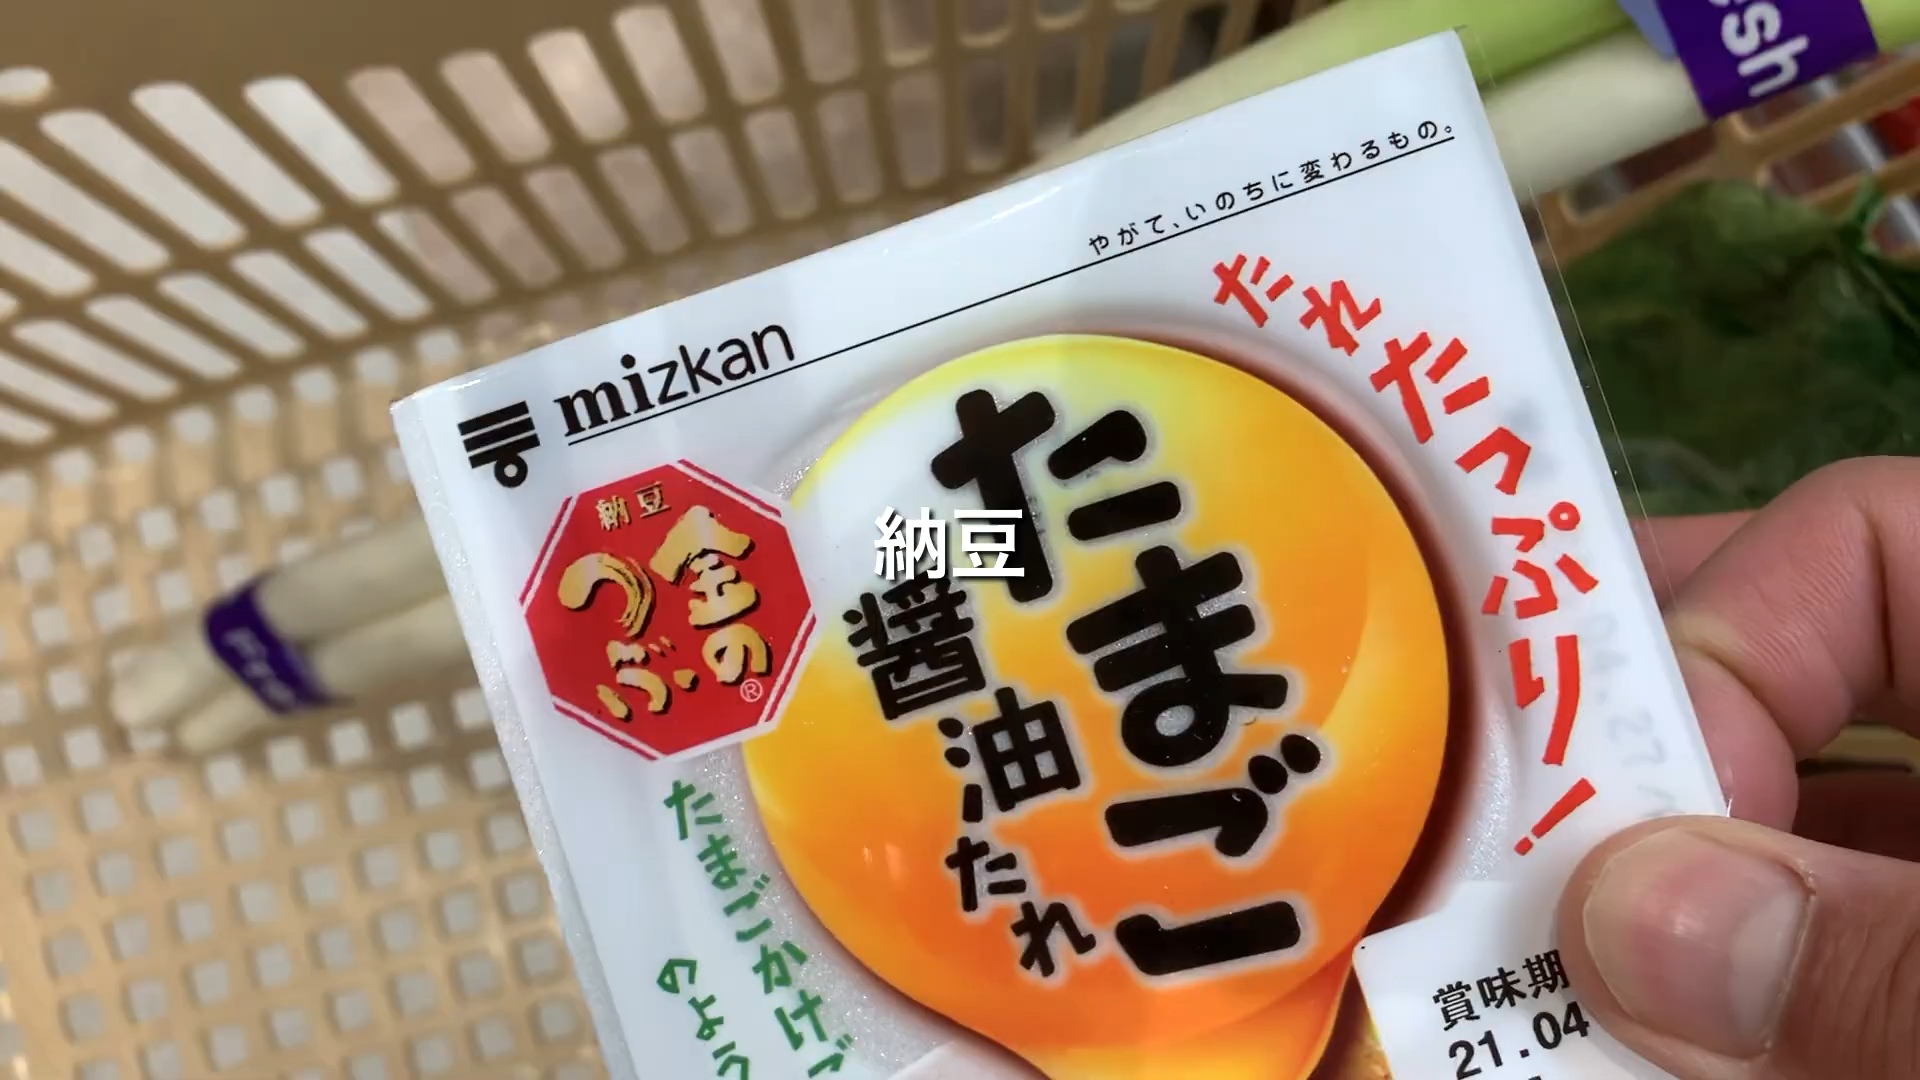 esh
やがて、いのちに変わるもの。
mizkan
たれたっぷり!
納豆
金の
つぶ®
納豆
たまご
醤油たれ
たまごかけご
のよう
賞味期
21.04